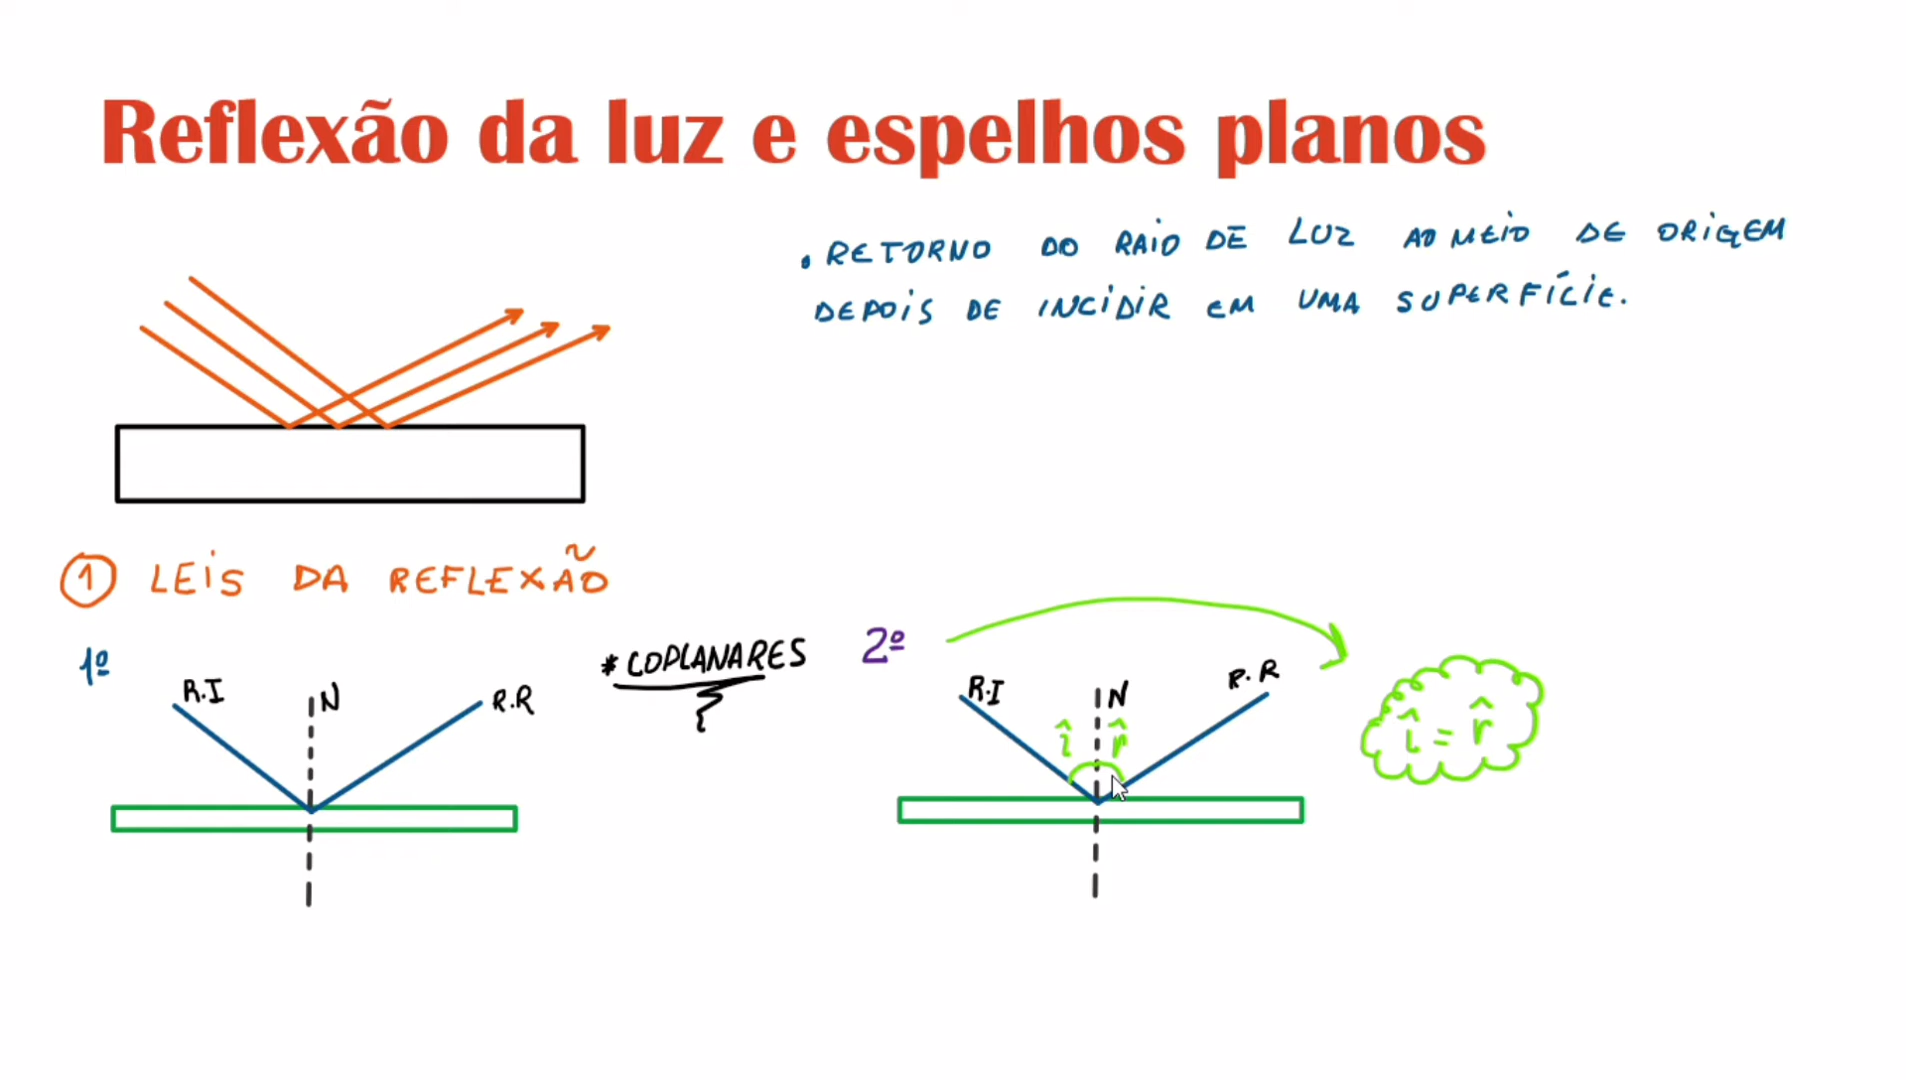 Reflexão da luz e espelhos planos
. RETORNO DO RAIO DE LUZ AO MEIO DE ORIGEM
DEPOIS DE INCIDIR EM UMA SUPERFÍCIE.
1 LEIS DA REFLEXÃO
1º
R.I
N
R.R
* COPLANARES
2º
R.I
N
R.R
î r̂
î = r̂